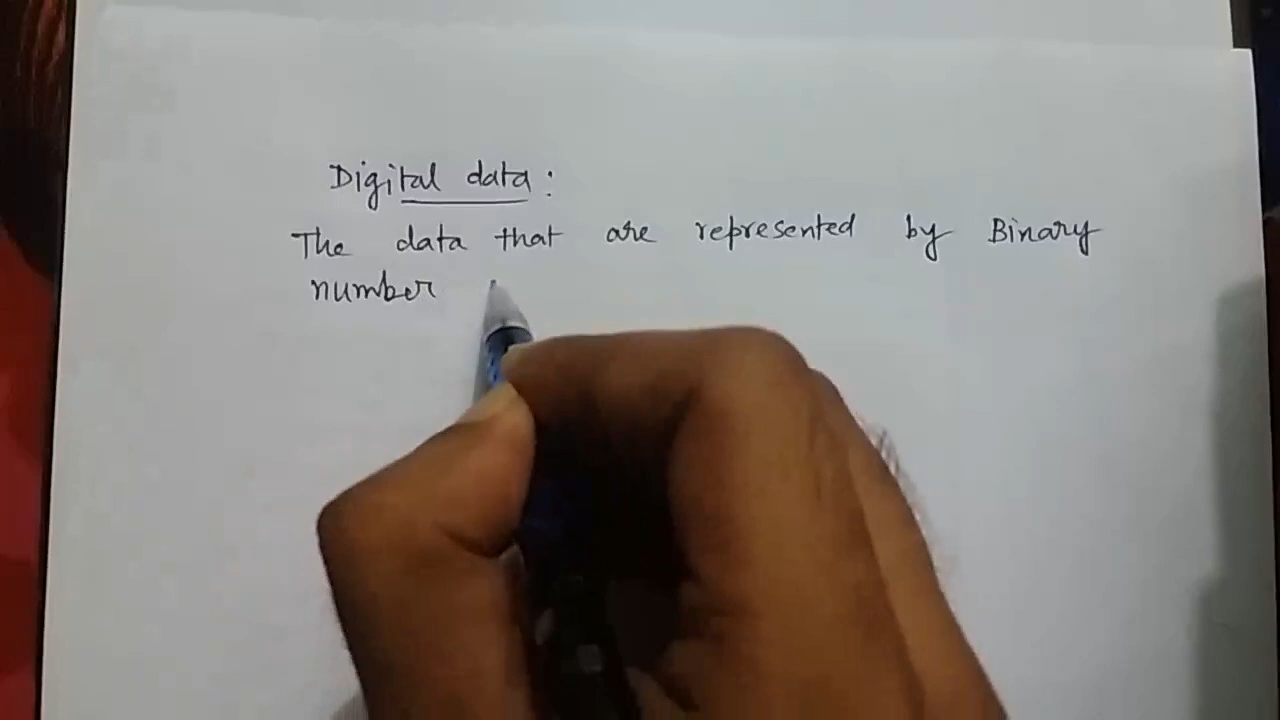 Digital data :
The data that are represented by Binary
number